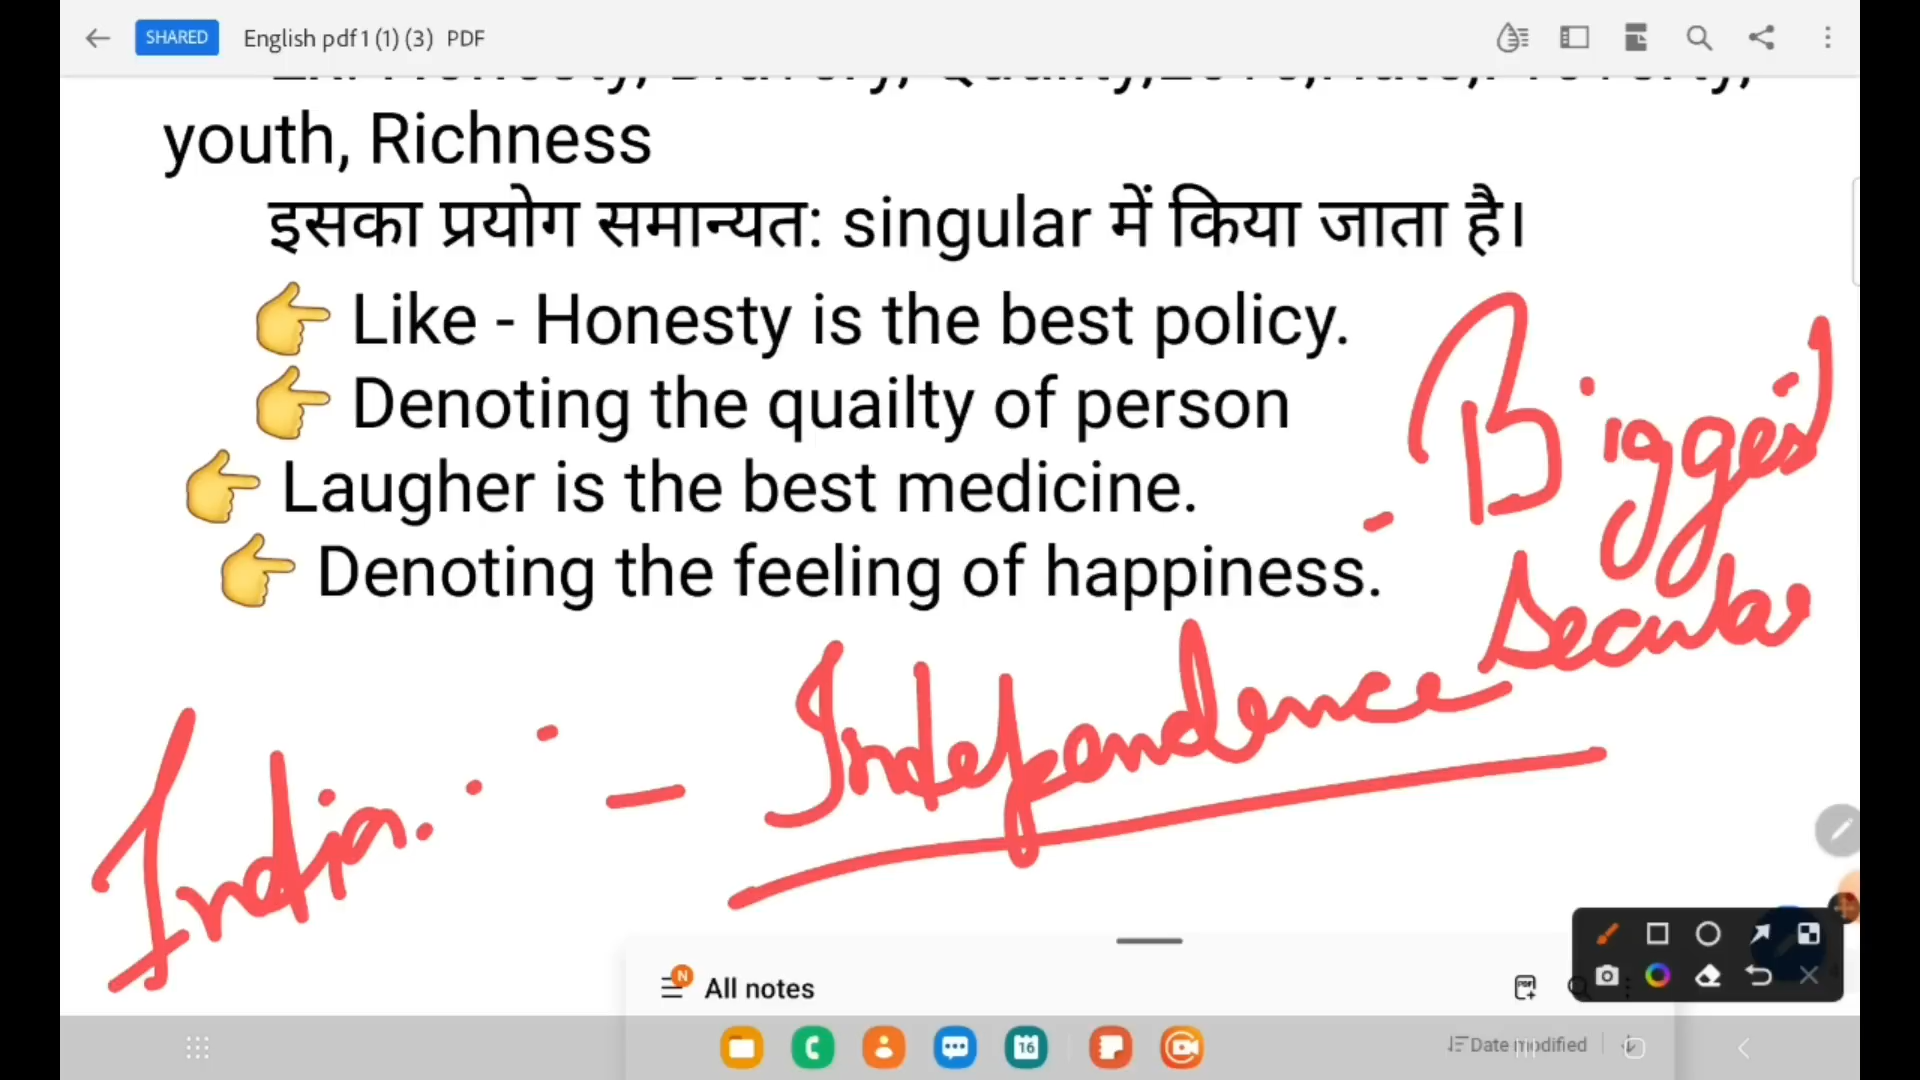 SHARED English pdf 1 (1) (3) PDF
youth, Richness
इसका प्रयोग समान्यत: singular में किया जाता है।
👉 Like - Honesty is the best policy.
👉 Denoting the quailty of person
👉 Laugher is the best medicine.
👉 Denoting the feeling of happiness.
- Biggest
Secular
India. - Independence
N All notes
16 Date modified